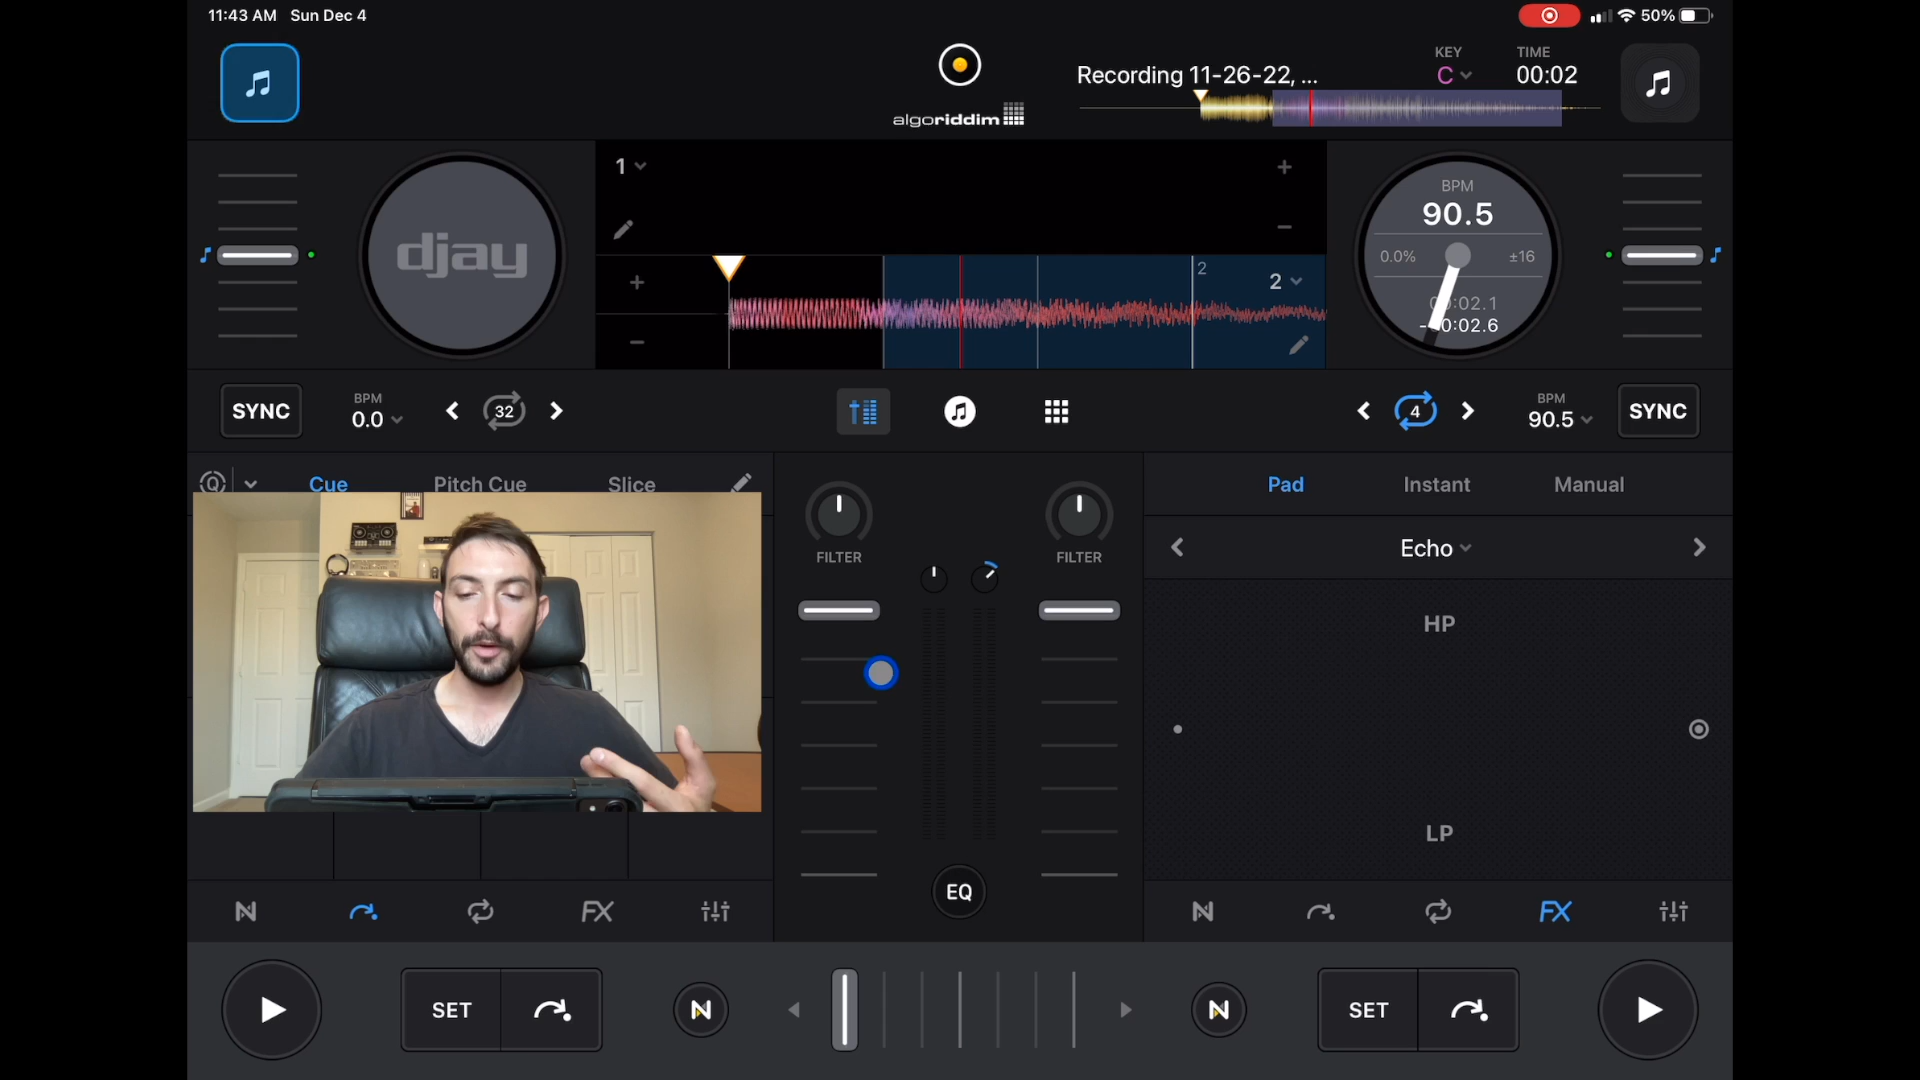 11:43 AM Sun Dec 4
50%
algoriddim
Recording 11-26-22, ...
KEY
C
TIME
00:02
1
djay
2
2
BPM
90.5
0.0%
±16
00:02.1
-00:02.6
SYNC
BPM
0.0
32
4
BPM
90.5
SYNC
Cue
Pitch Cue
Slice
FILTER
FILTER
Pad
Instant
Manual
Echo
HP
LP
EQ
FX
FX
SET
SET